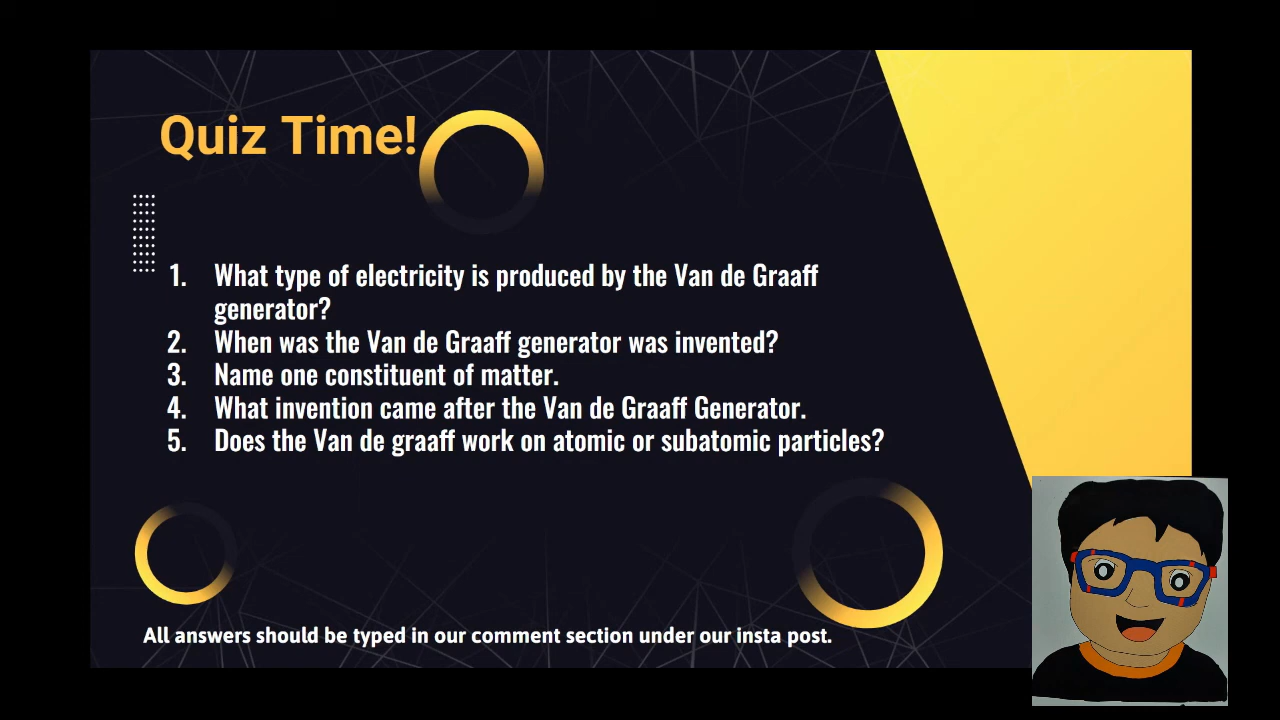 Quiz Time!
1. What type of electricity is produced by the Van de Graaff
generator?
2. When was the Van de Graaff generator was invented?
3. Name one constituent of matter.
4. What invention came after the Van de Graaff Generator.
5. Does the Van de graaff work on atomic or subatomic particles?
All answers should be typed in our comment section under our insta post.